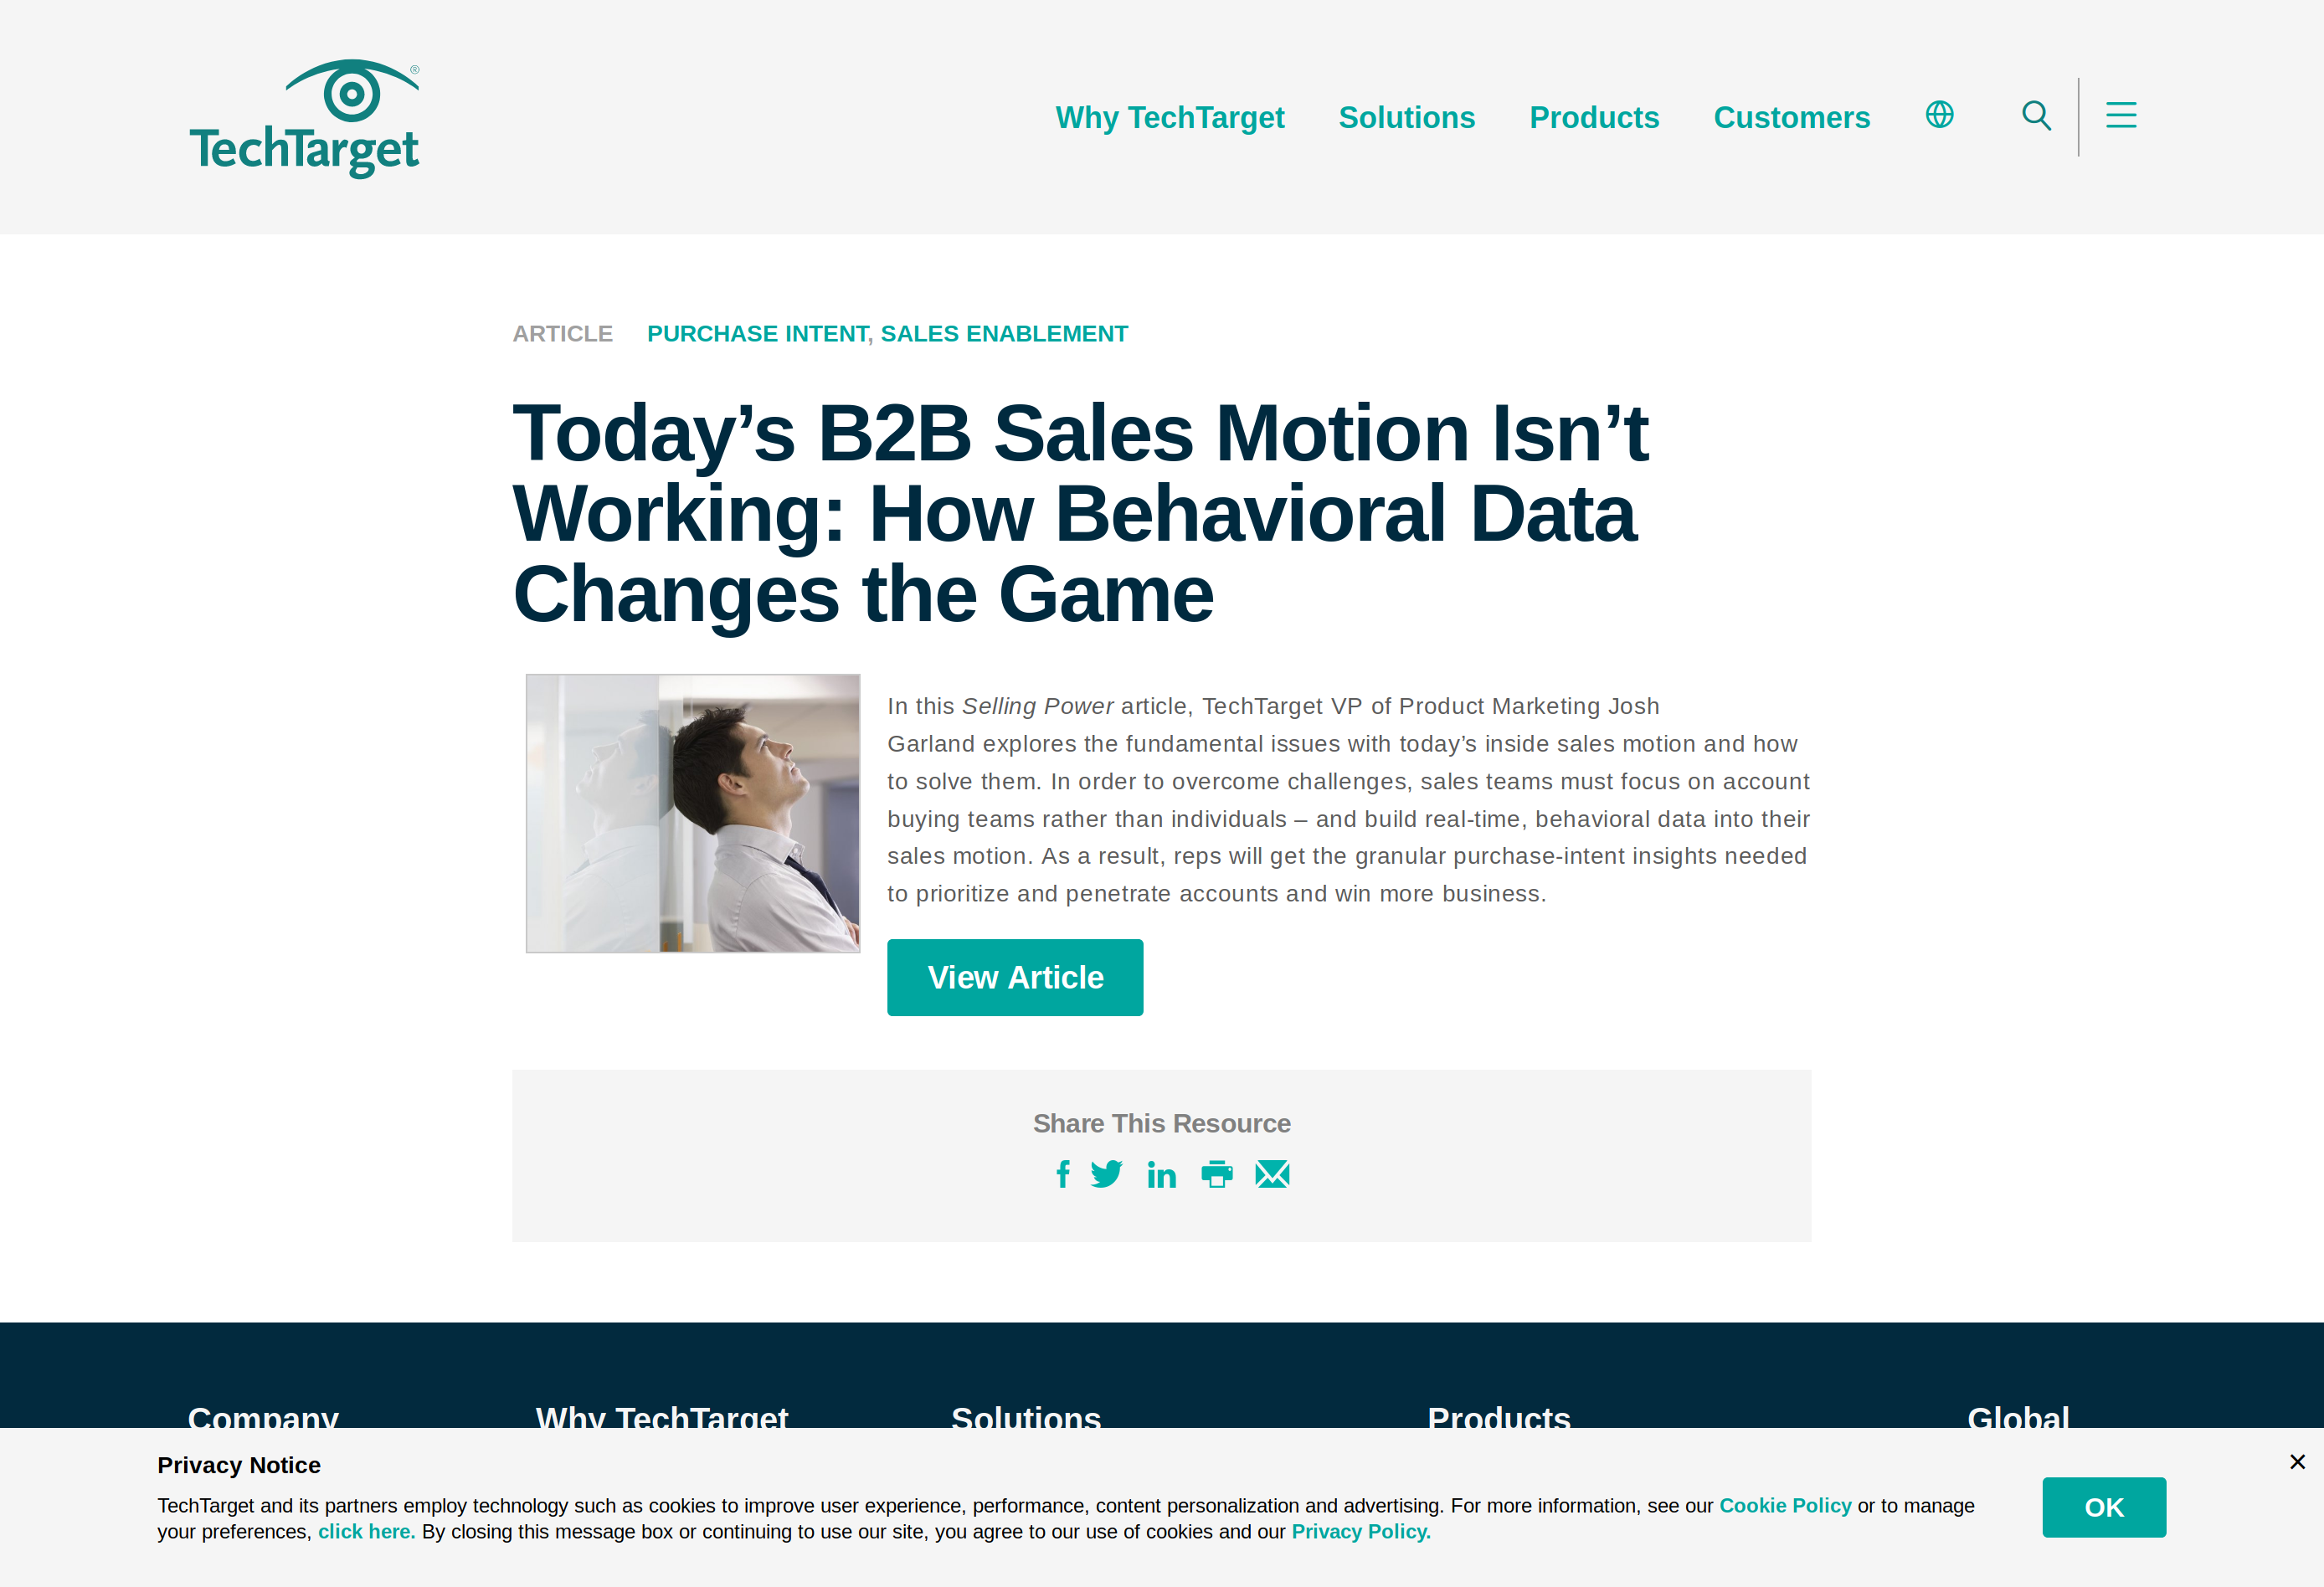 TechTarget®
Why TechTarget Solutions Products Customers
ARTICLE PURCHASE INTENT, SALES ENABLEMENT
Today’s B2B Sales Motion Isn’t
Working: How Behavioral Data
Changes the Game
In this Selling Power article, TechTarget VP of Product Marketing Josh
Garland explores the fundamental issues with today’s inside sales motion and how
to solve them. In order to overcome challenges, sales teams must focus on account
buying teams rather than individuals – and build real-time, behavioral data into their
sales motion. As a result, reps will get the granular purchase-intent insights needed
to prioritize and penetrate accounts and win more business.
View Article
Share This Resource
Company Why TechTarget Solutions Products Global
Privacy Notice
×
TechTarget and its partners employ technology such as cookies to improve user experience, performance, content personalization and advertising. For more information, see our Cookie Policy or to manage
your preferences, click here. By closing this message box or continuing to use our site, you agree to our use of cookies and our Privacy Policy.
OK